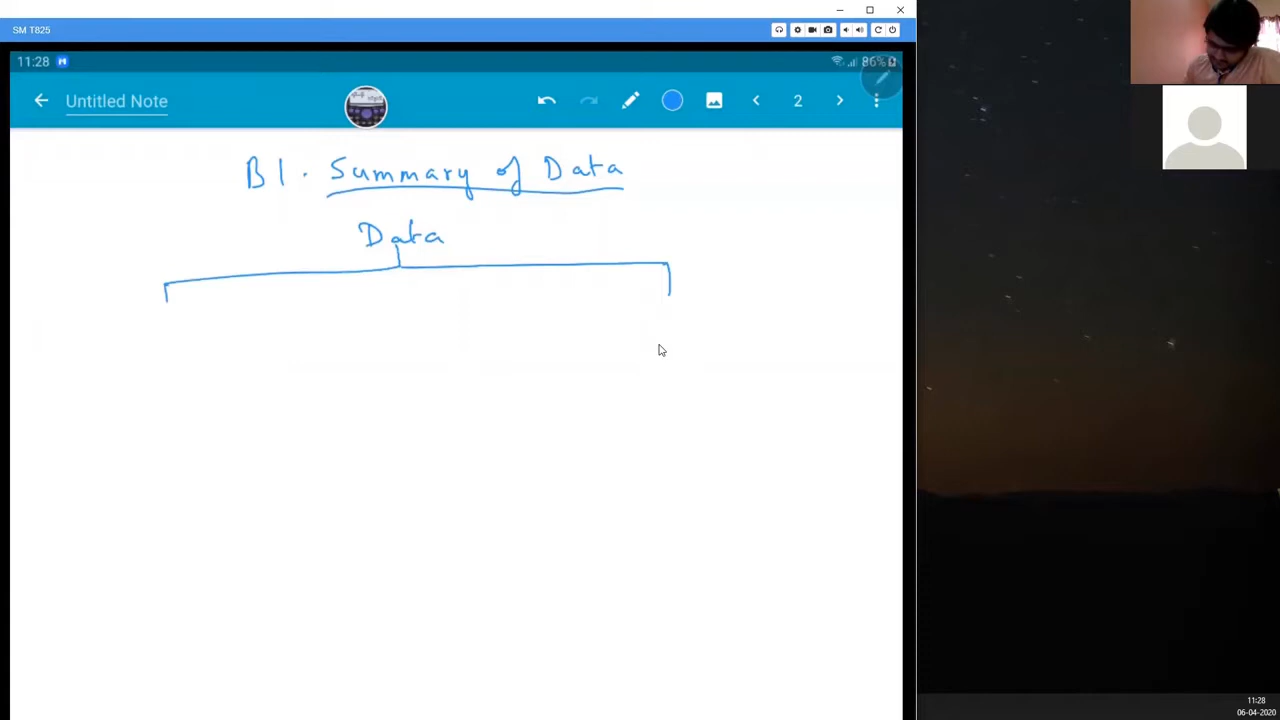 SM T825
11:28 86%
Untitled Note 2
B1. Summary of Data
Data
11:28
06-04-2020